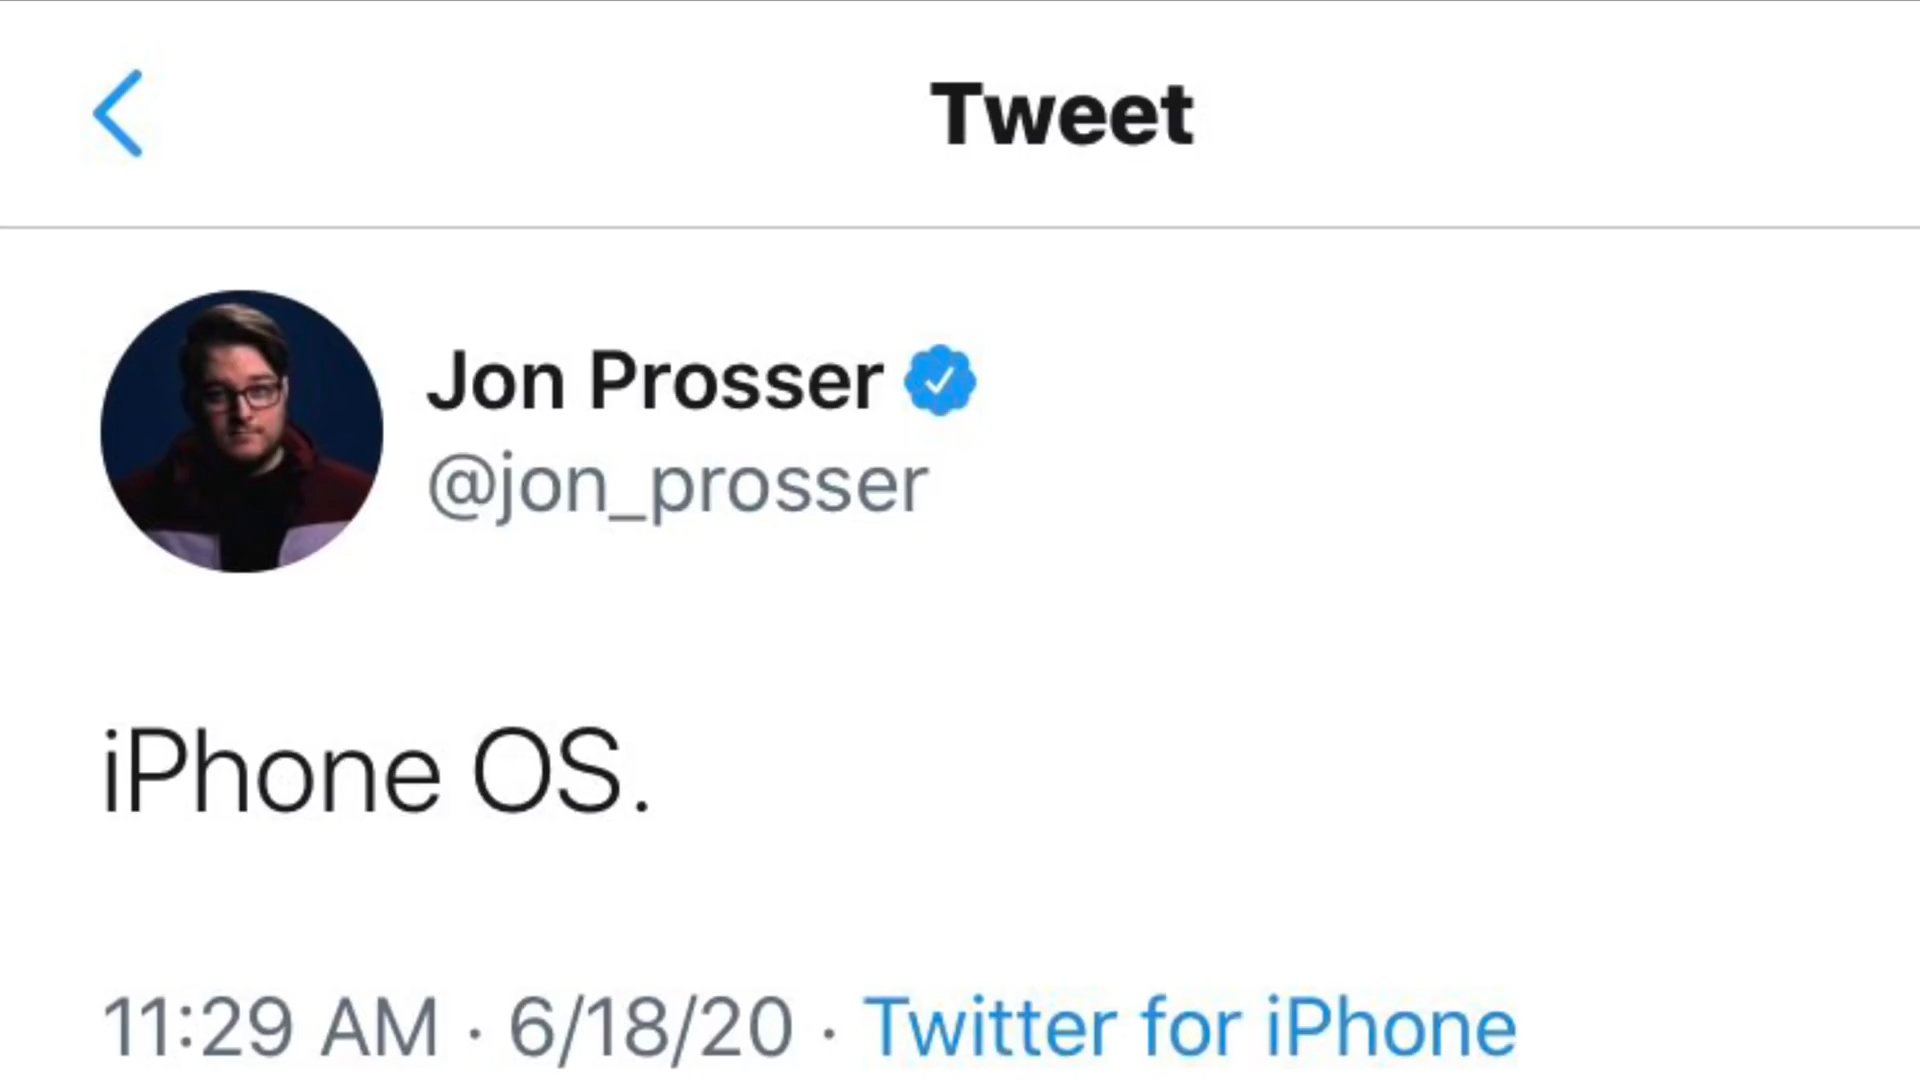 Tweet
Jon Prosser
@jon_prosser
iPhone OS.
11:29 AM · 6/18/20 · Twitter for iPhone